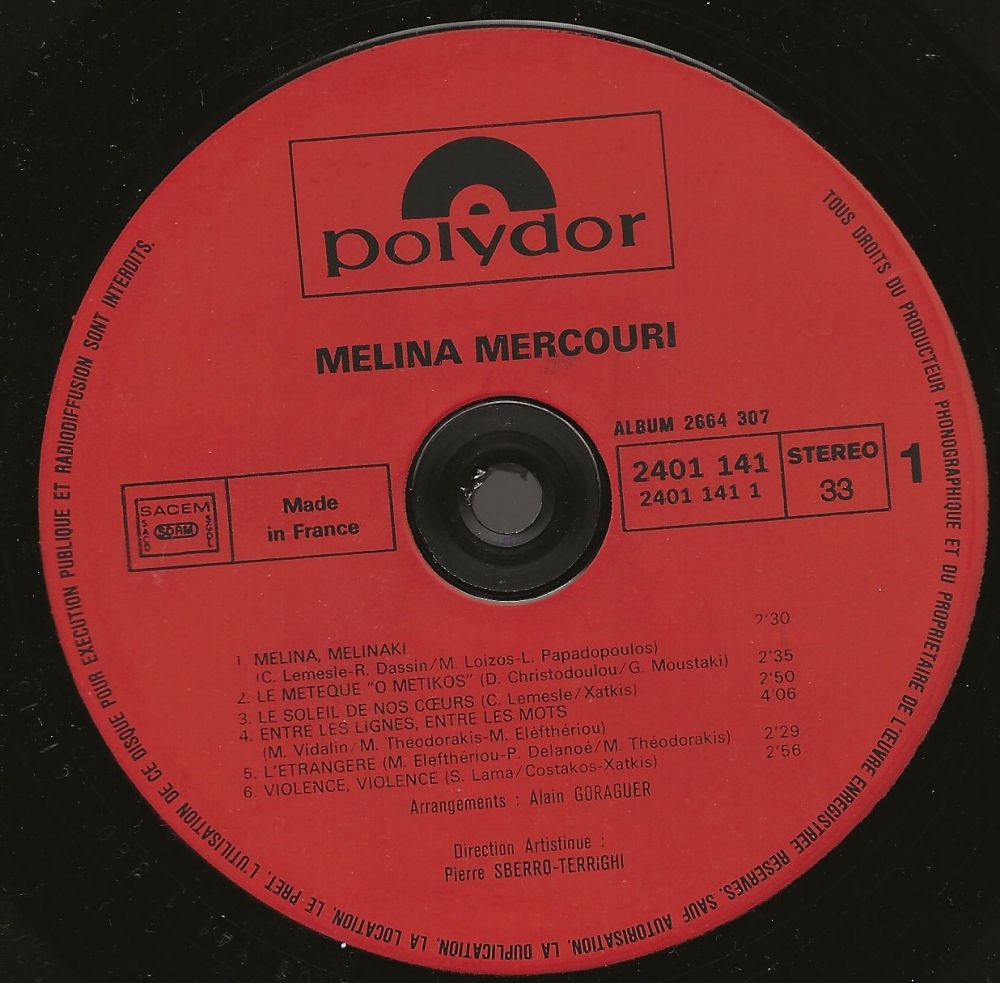 polydor
MELINA MERCOURI
ALBUM 2664 307
2401 141
2401 141 1
STEREO
33
1
SACEM
SACD
SDRM
SGDL
Made
in France
1 MELINA, MELINAKI 2'30
(C. Lemesle-R. Dassin/M. Loizos-L. Papadopoulos)
2. LE METEQUE "O METIKOS" (D. Christodoulou/G. Moustaki) 2'35
3. LE SOLEIL DE NOS CŒURS (C. Lemesle/Xatkis) 2'50
4. ENTRE LES LIGNES, ENTRE LES MOTS 4'06
(M. Vidalin/M. Théodorakis-M. Eléfthériou)
5. L'ETRANGERE (M. Eleftheriou-P. Delanoé/M. Théodorakis) 2'29
6. VIOLENCE, VIOLENCE (S. Lama/Costakos-Xatkis) 2'56
Arrangements : Alain GORAGUER
Direction Artistique :
Pierre SBERRO-TERRIGHI
TOUS DROITS DU PRODUCTEUR PHONOGRAPHIQUE ET DU PROPRIETAIRE DE L'ŒUVRE ENREGISTREE RESERVES. SAUF AUTORISATION, LA DUPLICATION, LA LOCATION, LE PRET, L'UTILISATION DE CE DISQUE POUR EXECUTION PUBLIQUE ET RADIODIFFUSION SONT INTERDITS.